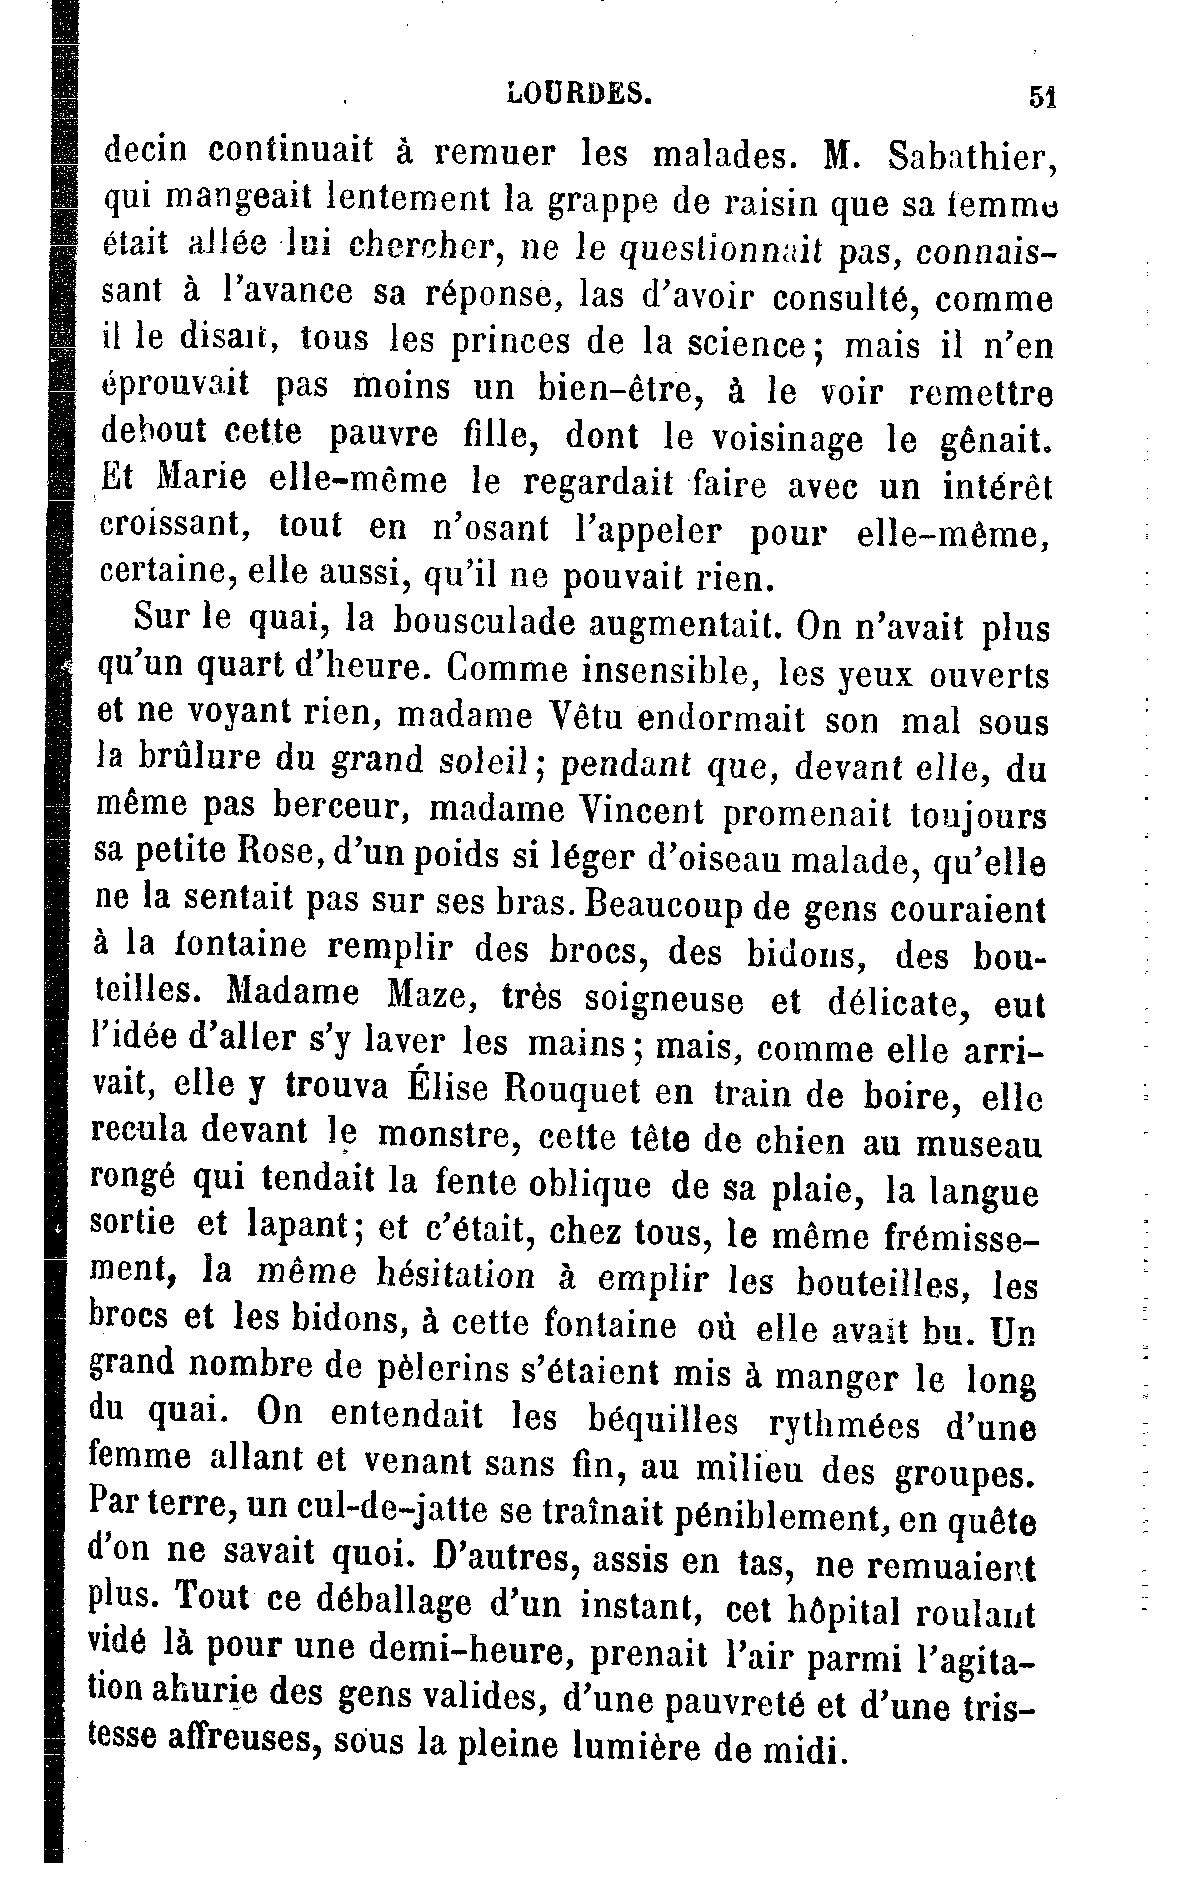 LOURDES. 51
decin continuait à remuer les malades. M. Sabathier,
qui mangeait lentement la grappe de raisin que sa femme
était allée lui chercher, ne le questionnait pas, connais-
sant à l'avance sa réponse, las d'avoir consulté, comme
il le disait, tous les princes de la science; mais il n'en
éprouvait pas moins un bien-être, à le voir remettre
debout cette pauvre fille, dont le voisinage le gênait.
Et Marie elle-même le regardait faire avec un intérêt
croissant, tout en n'osant l'appeler pour elle-même,
certaine, elle aussi, qu'il ne pouvait rien.
Sur le quai, la bousculade augmentait. On n'avait plus
qu'un quart d'heure. Comme insensible, les yeux ouverts
et ne voyant rien, madame Vêtu endormait son mal sous
la brûlure du grand soleil; pendant que, devant elle, du
même pas berceur, madame Vincent promenait toujours
sa petite Rose, d'un poids si léger d'oiseau malade, qu'elle
ne la sentait pas sur ses bras. Beaucoup de gens couraient
à la fontaine remplir des brocs, des bidons, des bou-
teilles. Madame Maze, très soigneuse et délicate, eut
l'idée d'aller s'y laver les mains; mais, comme elle arri-
vait, elle y trouva Élise Rouquet en train de boire, elle
recula devant le monstre, cette tête de chien au museau
rongé qui tendait la fente oblique de sa plaie, la langue
sortie et lapant; et c'était, chez tous, le même frémisse-
ment, la même hésitation à emplir les bouteilles, les
brocs et les bidons, à cette fontaine où elle avait bu. Un
grand nombre de pèlerins s'étaient mis à manger le long
du quai. On entendait les béquilles rythmées d'une
femme allant et venant sans fin, au milieu des groupes.
Par terre, un cul-de-jatte se traînait péniblement, en quête
d'on ne savait quoi. D'autres, assis en tas, ne remuaient
plus. Tout ce déballage d'un instant, cet hôpital roulant
vidé là pour une demi-heure, prenait l'air parmi l'agita-
tion ahurie des gens valides, d'une pauvreté et d'une tris-
tesse affreuses, sous la pleine lumière de midi.